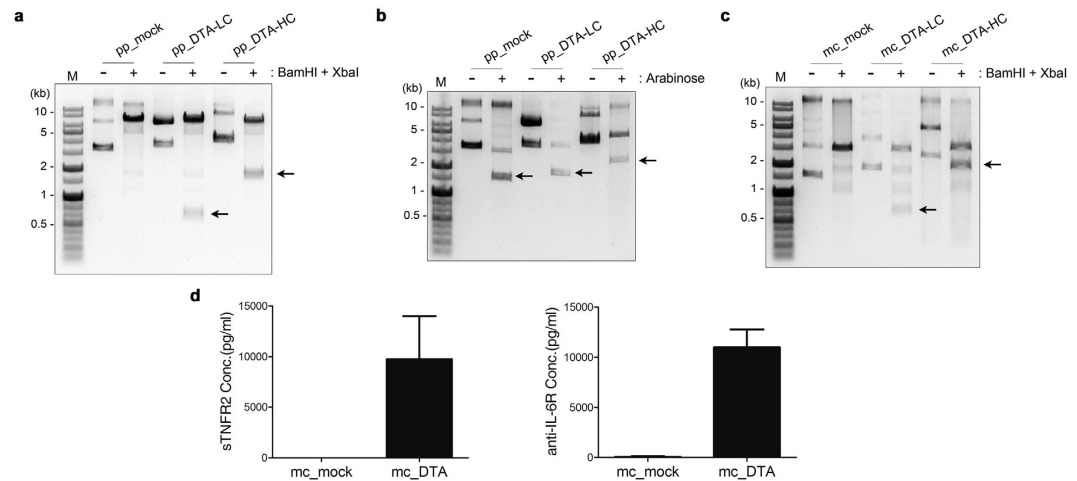 a
pp_mock
pp_DTA-LC
pp_DTA-HC
M - + - + - + : BamHI + XbaI
(kb)
10 -
5 -
2 -
1 -
0.5 -
b
pp_mock
pp_DTA-LC
pp_DTA-HC
M - + - + - + : Arabinose
(kb)
10 -
5 -
2 -
1 -
0.5 -
c
mc_mock
mc_DTA-LC
mc_DTA-HC
M - + - + - + : BamHI + XbaI
(kb)
10 -
5 -
2 -
1 -
0.5 -
d
sTNFR2 Conc.(pg/ml)
15000
10000
5000
0
mc_mock mc_DTA
anti-IL-6R Conc.(pg/ml)
15000
10000
5000
0
mc_mock mc_DTA